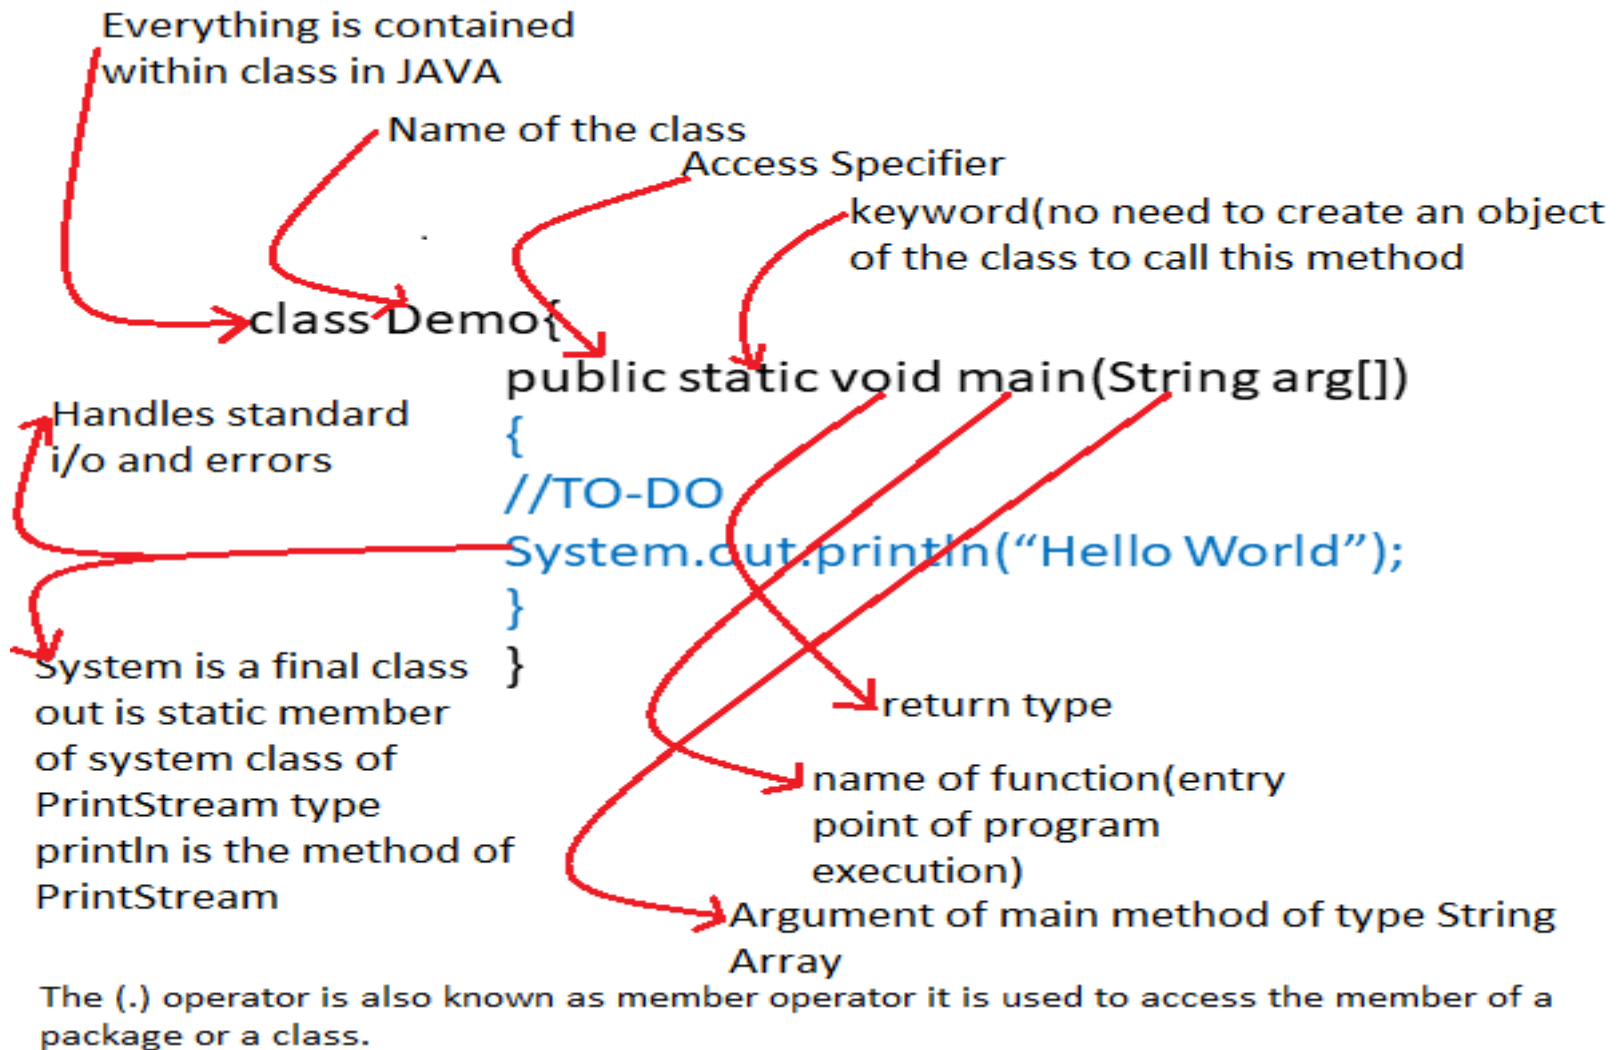 Everything is contained
within class in JAVA
Name of the class
Access Specifier
keyword(no need to create an object
of the class to call this method
class Demo{
public static void main(String arg[])
Handles standard
i/o and errors
{
//TO-DO
System.out.println(“Hello World”);
}
}
System is a final class
out is static member
of system class of
PrintStream type
println is the method of
PrintStream
return type
name of function(entry
point of program
execution)
Argument of main method of type String
Array
The (.) operator is also known as member operator it is used to access the member of a
package or a class.